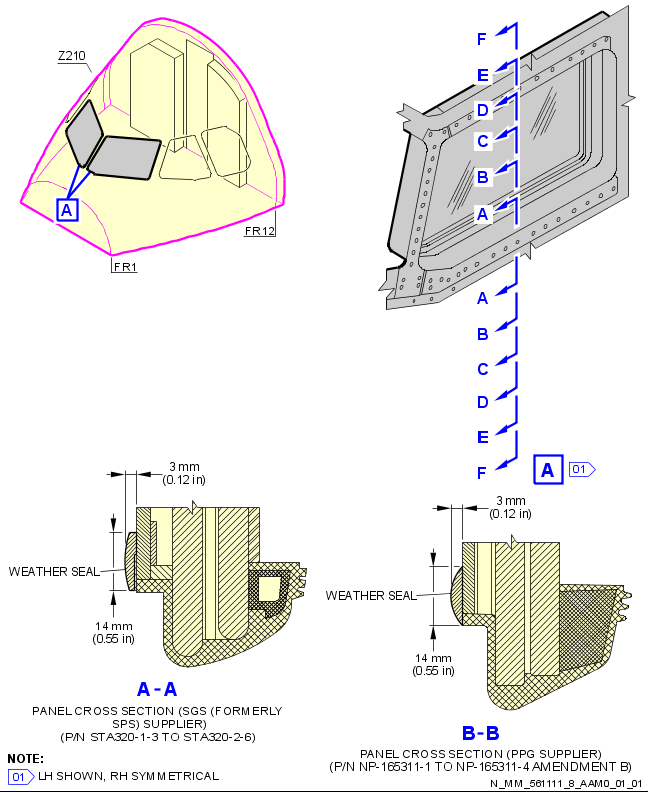 Z210
A
FR12
FR1
F
E
D
C
B
A
A
B
C
D
E
F
A 01
3 mm
(0.12 in)
WEATHER SEAL
14 mm
(0.55 in)
A-A
PANEL CROSS SECTION (SGS (FORMERLY
SPS) SUPPLIER)
(P/N STA320-1-3 TO STA320-2-6)
3 mm
(0.12 in)
WEATHER SEAL
14 mm
(0.55 in)
B-B
PANEL CROSS SECTION (PPG SUPPLIER)
(P/N NP-165311-1 TO NP-165311-4 AMENDMENT B)
NOTE:
01 LH SHOWN, RH SYMMETRICAL
N_MM_561111_8_AAM0_01_01